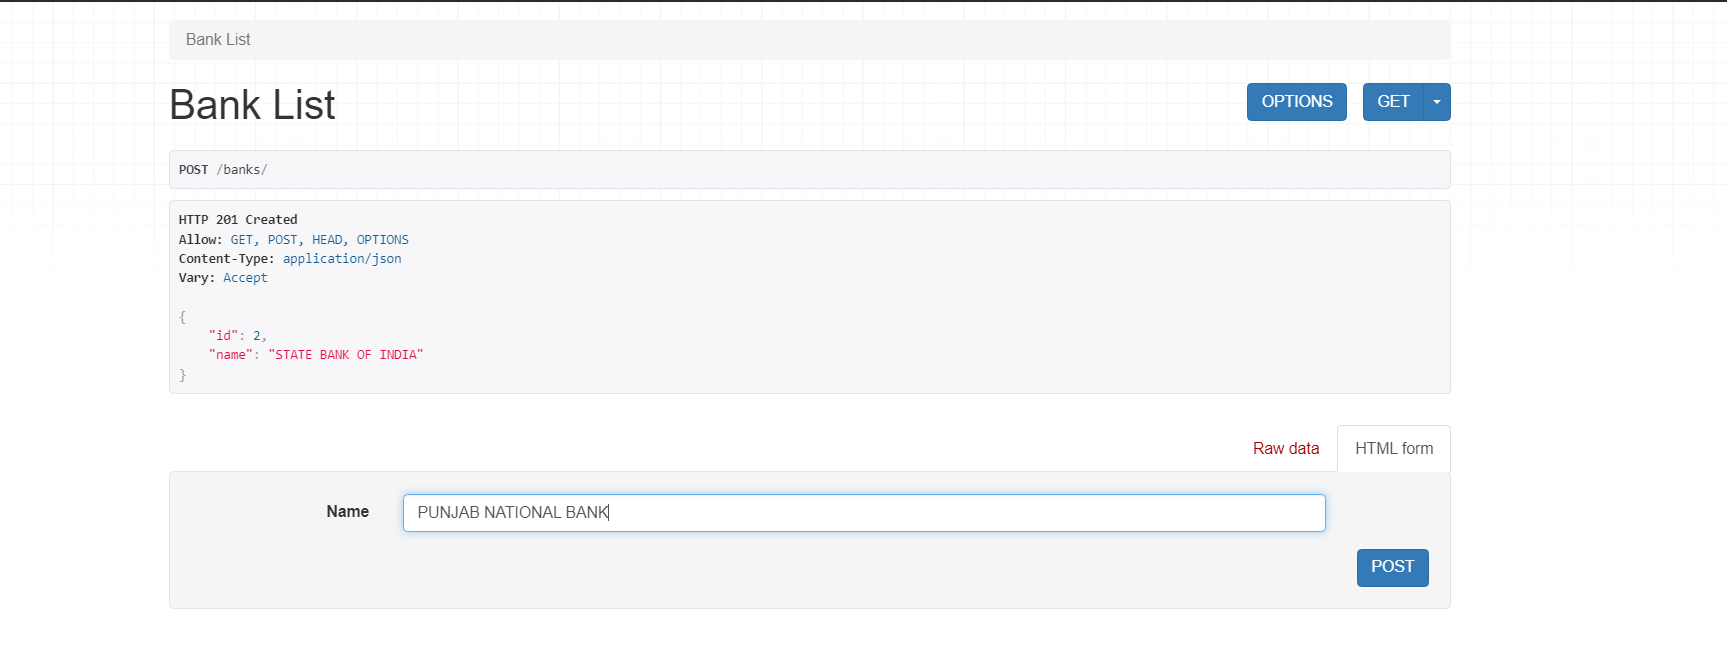 Bank List
Bank List
OPTIONS
GET
POST /banks/
HTTP 201 Created
Allow: GET, POST, HEAD, OPTIONS
Content-Type: application/json
Vary: Accept
{
    "id": 2,
    "name": "STATE BANK OF INDIA"
}
Raw data
HTML form
Name
PUNJAB NATIONAL BANK
POST